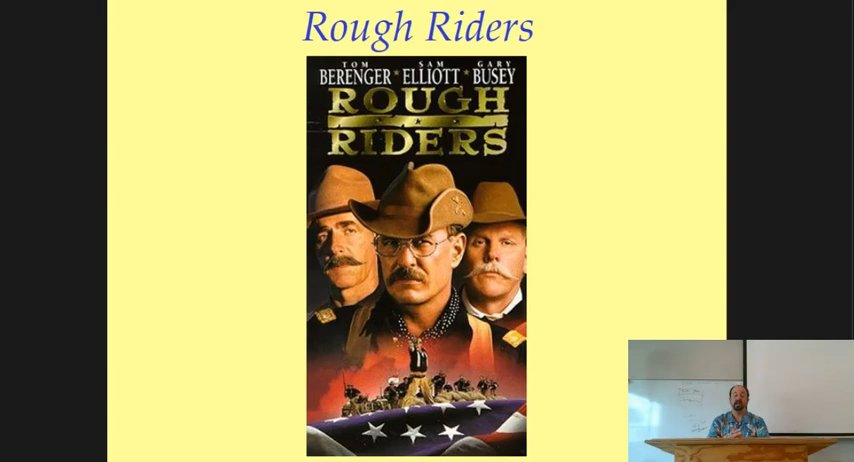 Rough Riders
TOM SAM GARY
BERENGER * ELLIOTT * BUSEY
ROUGH
RIDERS